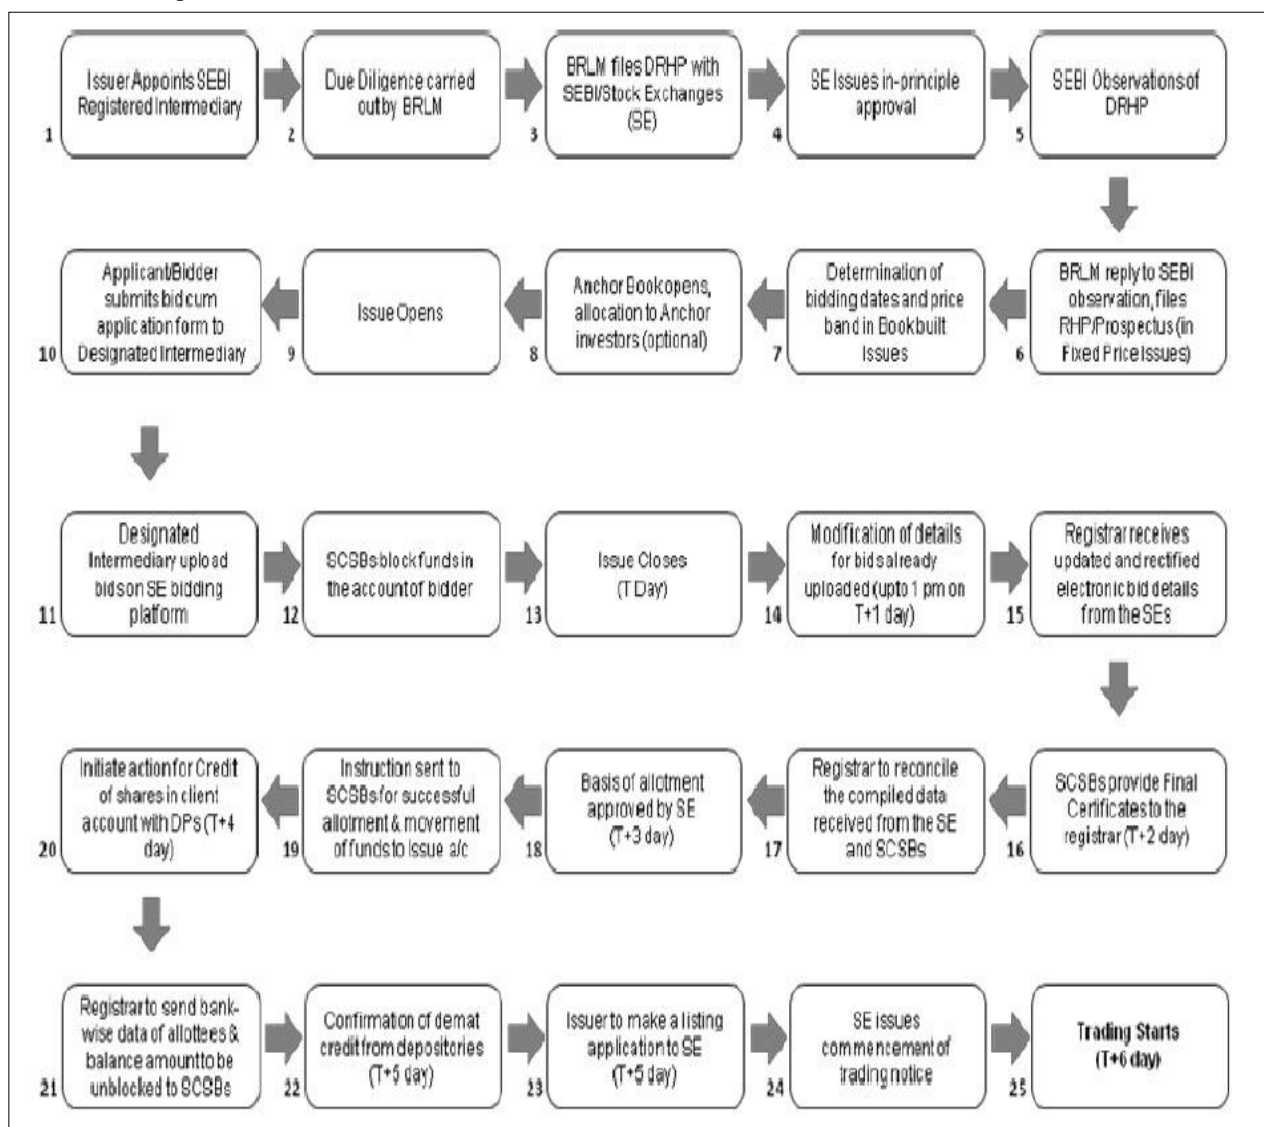 Issuer Appoints SEBI
Registered Intermediary
1
Due Diligence carried
out by BRLM
2
BRLM files DRHP with
SEBI/Stock Exchanges
(SE)
3
SE Issues in-principle
approval
4
SEBI Observations of
DRHP
5
BRLM reply to SEBI
observation, files
RHP/Prospectus (in
Fixed Price Issues)
6
Determination of
bidding dates and price
band in Book built
Issues
7
Anchor Book opens,
allocation to Anchor
investors (optional)
8
Issue Opens
9
Applicant/Bidder
submits bid cum
application form to
Designated Intermediary
10
Designated
Intermediary upload
bids on SE bidding
platform
11
SCSBs block funds in
the account of bidder
12
Issue Closes
(T Day)
13
Modification of details
for bids already
uploaded (upto 1 pm on
T+1 day)
14
Registrar receives
updated and rectified
electronic bid details
from the SEs
15
SCSBs provide Final
Certificates to the
registrar (T+2 day)
16
Registrar to reconcile
the compiled data
received from the SE
and SCSBs
17
Basis of allotment
approved by SE
(T+3 day)
18
Instruction sent to
SCSBs for successful
allotment & movement
of funds to Issue a/c
19
Initiate action for Credit
of shares in client
account with DPs (T+4
day)
20
Registrar to send bank-
wise data of allottees &
balance amount to be
unblocked to SCSBs
21
Confirmation of demat
credit from depositories
(T+5 day)
22
Issuer to make a listing
application to SE
(T+5 day)
23
SE issues
commencement of
trading notice
24
Trading Starts
(T+6 day)
25